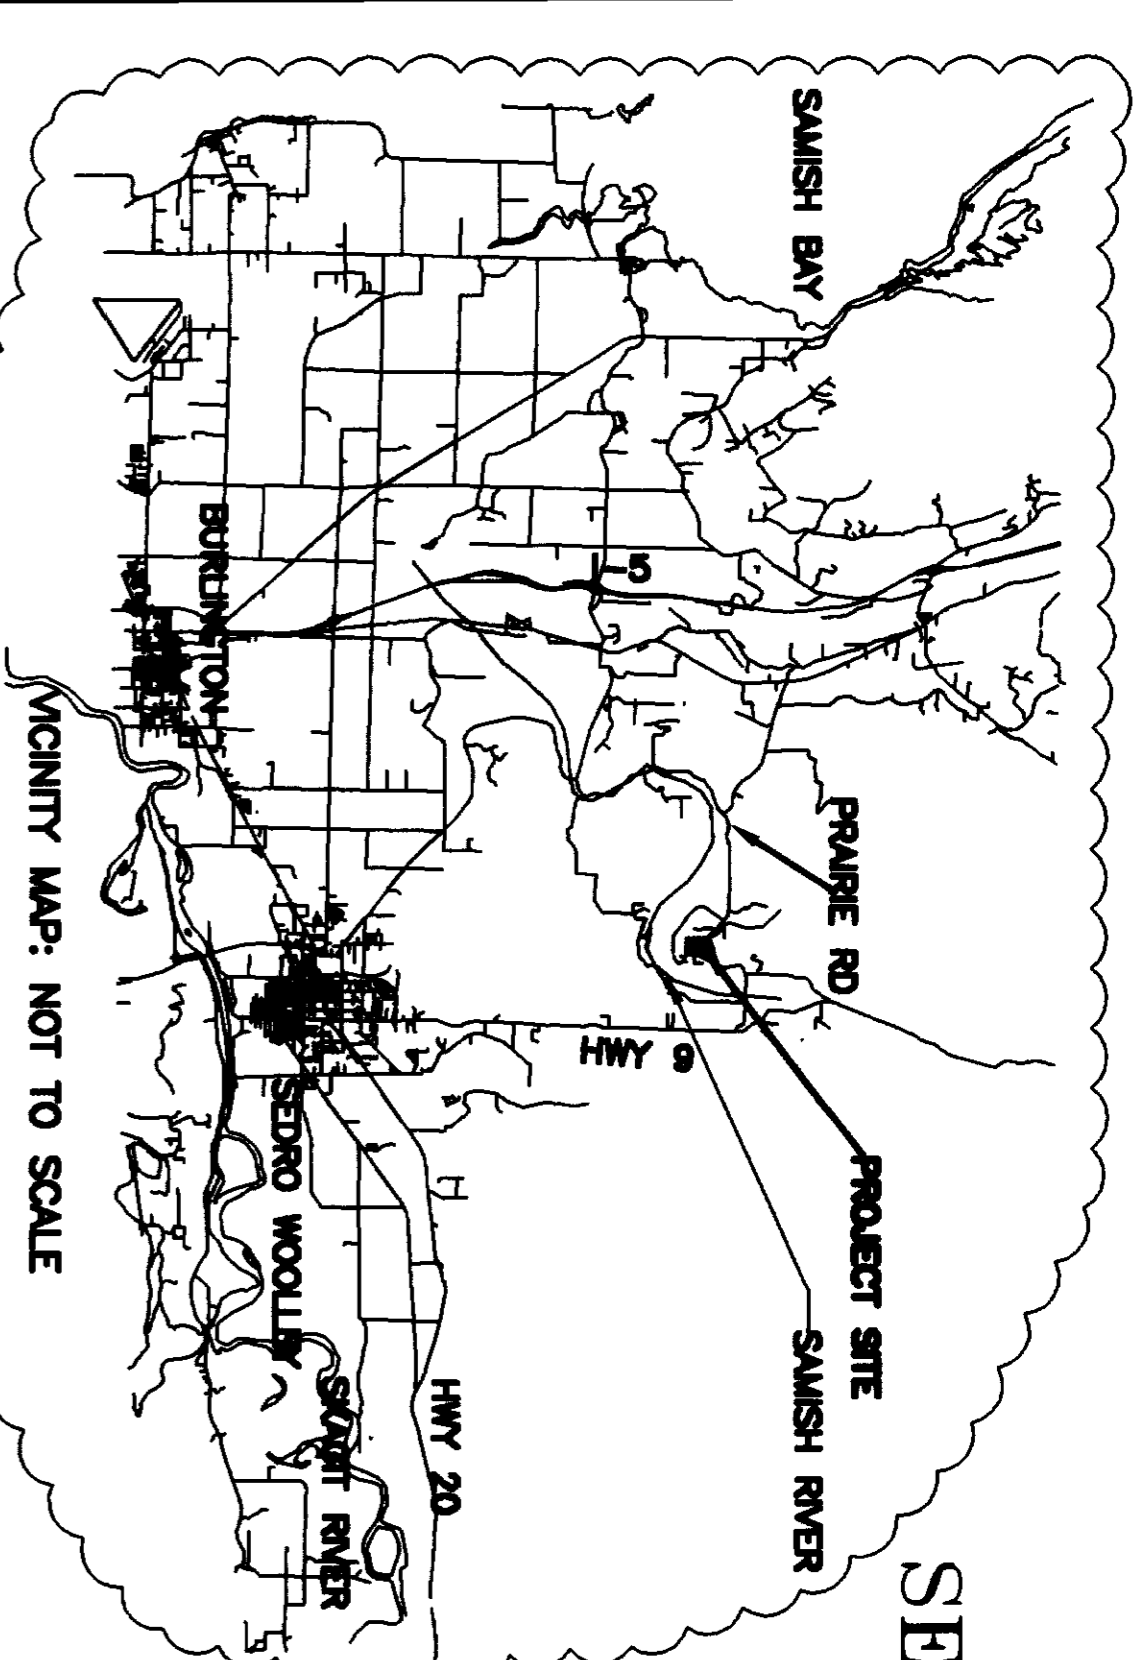 SE
SAMISH BAY
PRAIRIE RD
PROJECT SITE
SAMISH RIVER
I-5
HWY 9
HWY 20
BURLINGTON
SEDRO WOOLLEY
SKAGIT RIVER
VICINITY MAP: NOT TO SCALE